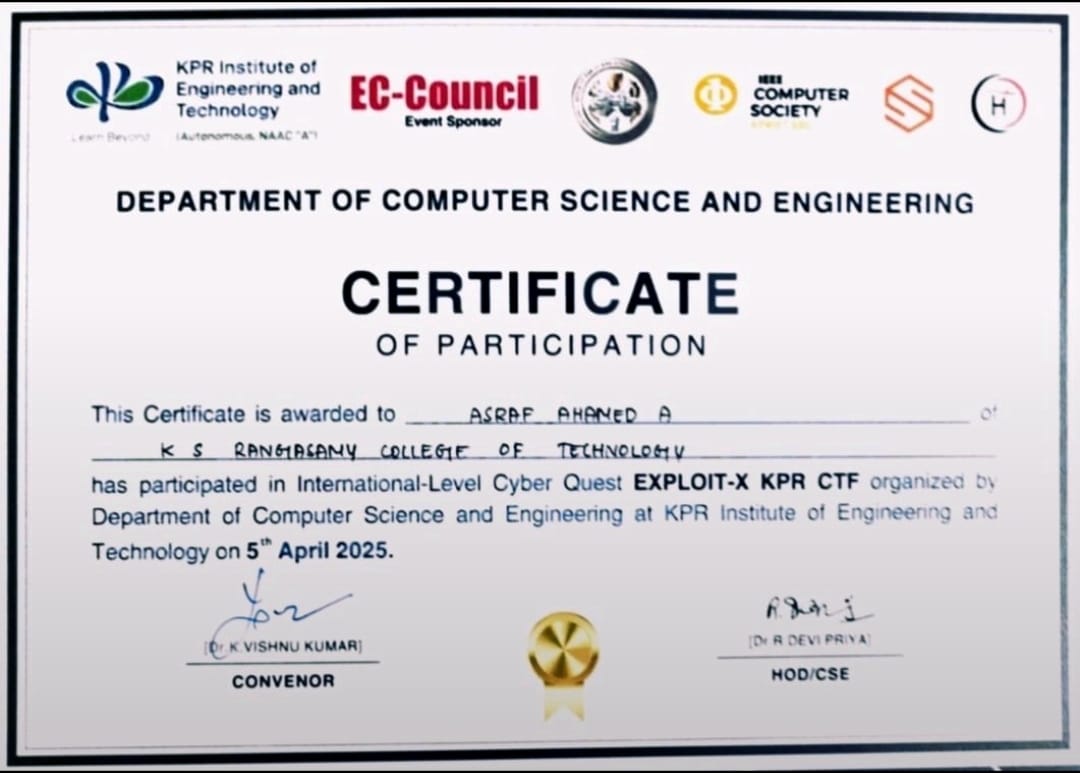 KPR Institute of
Engineering and
Technology
Learn Beyond (Autonomous, NAAC "A")
EC-Council
Event Sponsor
IEEE
COMPUTER
SOCIETY
H
DEPARTMENT OF COMPUTER SCIENCE AND ENGINEERING
CERTIFICATE
OF PARTICIPATION
This Certificate is awarded to ASRAF AHAMED A of
K S RANGASAMY COLLEGE OF TECHNOLOGY
has participated in International-Level Cyber Quest EXPLOIT-X KPR CTF organized by
Department of Computer Science and Engineering at KPR Institute of Engineering and
Technology on 5th April 2025.
[Dr.K.VISHNU KUMAR]
CONVENOR
[Dr R DEVI PRIYA]
HOD/CSE